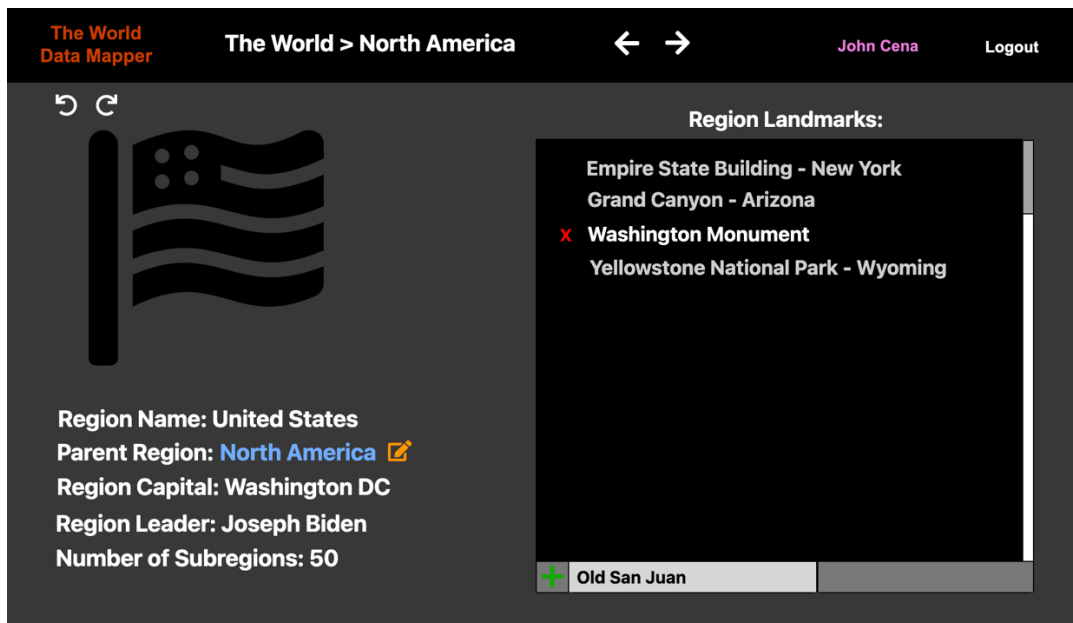 The World
Data Mapper
The World > North America
John Cena
Logout
Region Landmarks:
Empire State Building - New York
Grand Canyon - Arizona
X Washington Monument
Yellowstone National Park - Wyoming
Old San Juan
Region Name: United States
Parent Region: North America
Region Capital: Washington DC
Region Leader: Joseph Biden
Number of Subregions: 50